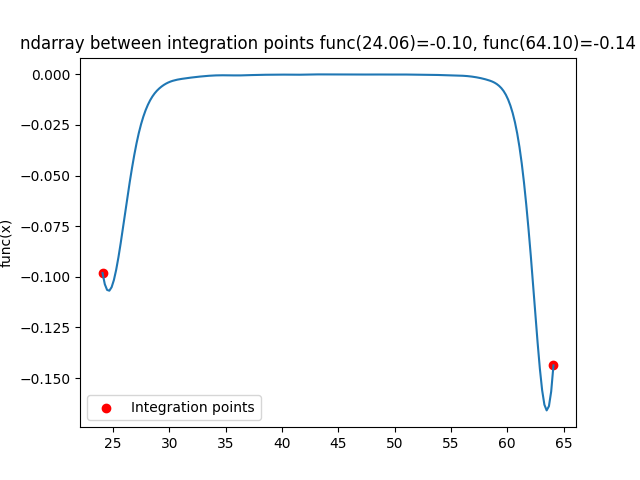 ndarray between integration points func(24.06)=-0.10, func(64.10)=-0.14
0.000
−0.025
−0.050
−0.075
−0.100
−0.125
−0.150
func(x)
Integration points
25 30 35 40 45 50 55 60 65